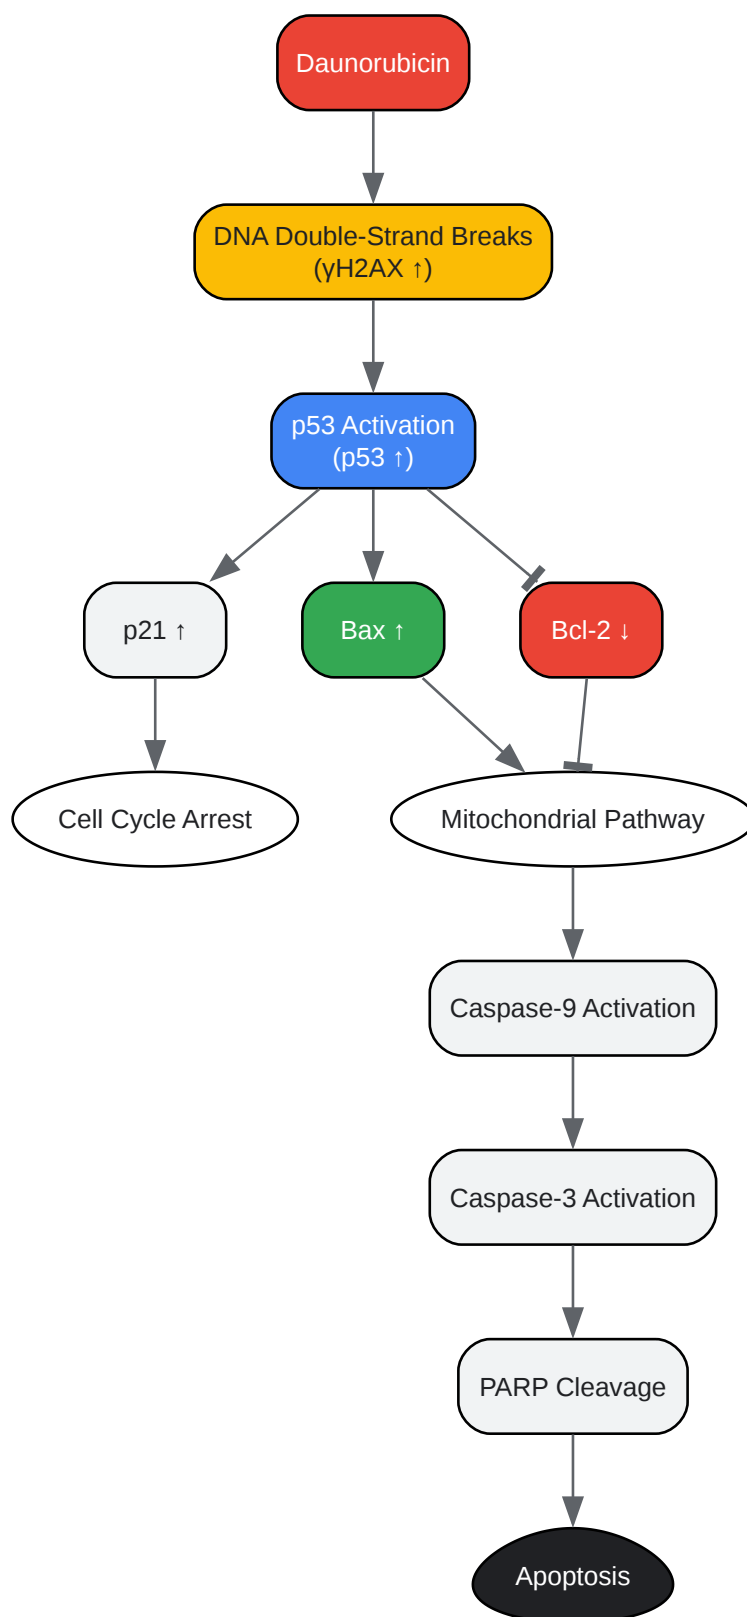 Daunorubicin
DNA Double-Strand Breaks
(γH2AX ↑)
p53 Activation
(p53 ↑)
p21 ↑
Bax ↑
Bcl-2 ↓
Cell Cycle Arrest
Mitochondrial Pathway
Caspase-9 Activation
Caspase-3 Activation
PARP Cleavage
Apoptosis